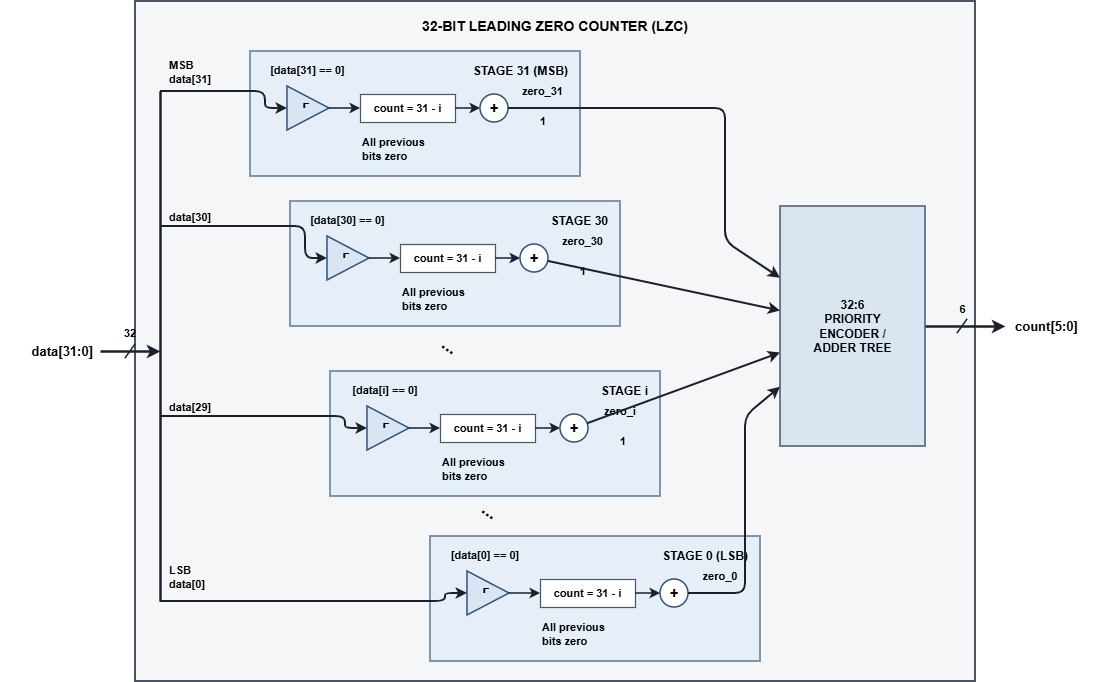 32-BIT LEADING ZERO COUNTER (LZC)
MSB
data[31]
[data[31] == 0]
STAGE 31 (MSB)
zero_31
count = 31 - i
+
1
All previous
bits zero
data[30]
[data[30] == 0]
STAGE 30
zero_30
count = 31 - i
+
1
All previous
bits zero
32:6
PRIORITY
ENCODER /
ADDER TREE
32
data[31:0]
6
count[5:0]
...
data[29]
[data[i] == 0]
STAGE i
zero_i
count = 31 - i
+
1
All previous
bits zero
...
LSB
data[0]
[data[0] == 0]
STAGE 0 (LSB)
zero_0
count = 31 - i
+
All previous
bits zero